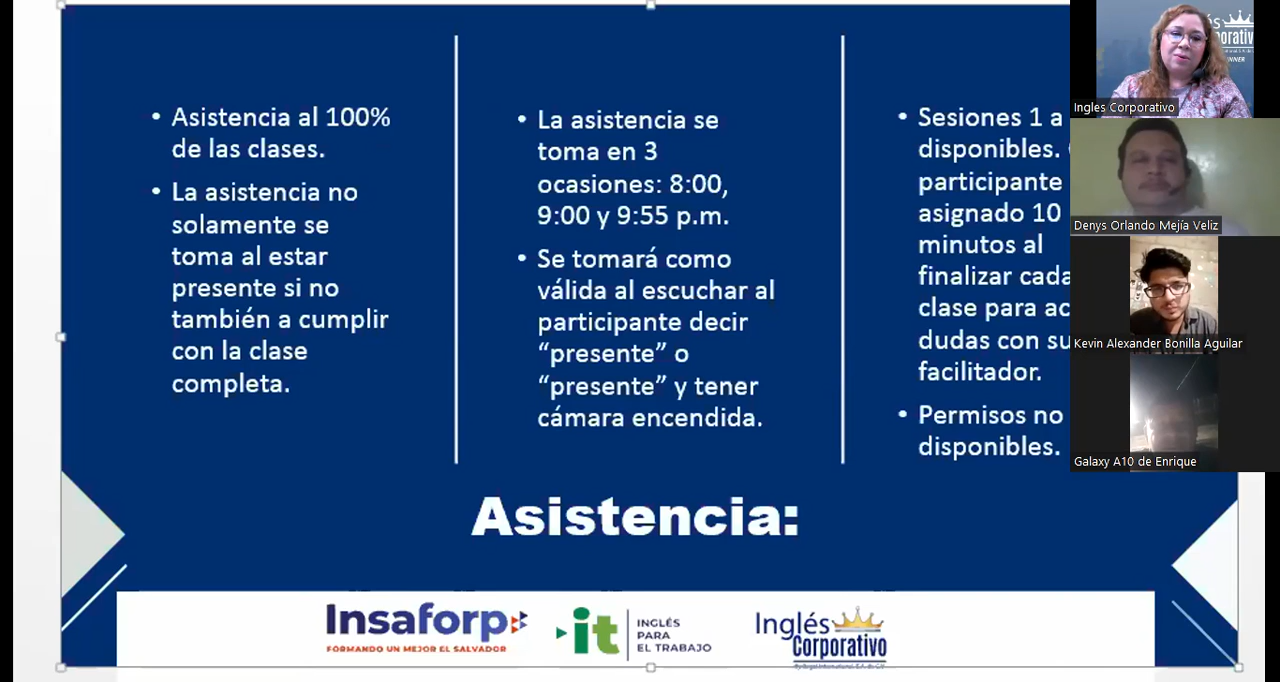 • Asistencia al 100%
de las clases.
• La asistencia no
solamente se
toma al estar
presente si no
también a cumplir
con la clase
completa.
• La asistencia se
toma en 3
ocasiones: 8:00,
9:00 y 9:55 p.m.
• Se tomará como
válida al escuchar al
participante decir
“presente” o
“presente” y tener
cámara encendida.
• Sesiones 1 a
disponibles.
participante
asignado 10
minutos al
finalizar cada
clase para
dudas con
facilitador.
• Permisos no
disponibles.
Asistencia:
Insaforp
FORMANDO UN MEJOR EL SALVADOR
it
INGLÉS
PARA
EL TRABAJO
Inglés
Corporativo
Ingles Corporativo
Denys Orlando Mejía Veliz
Kevin Alexander Bonilla Aguilar
Galaxy A10 de Enrique